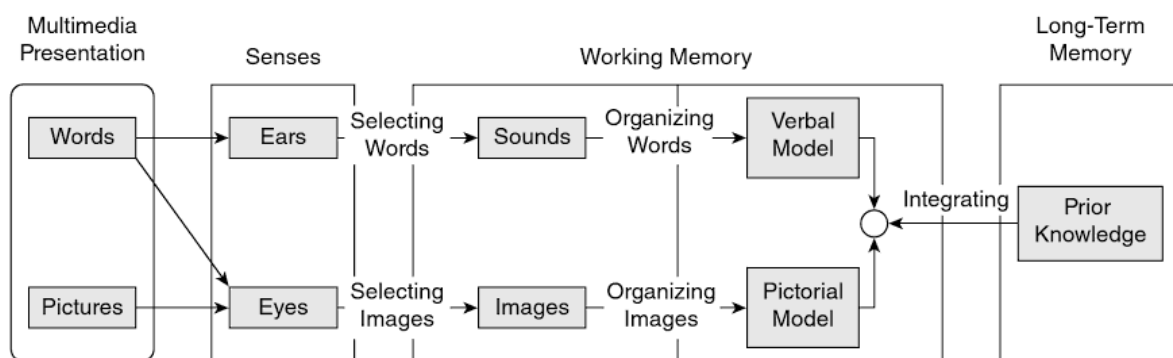 Multimedia
Presentation
Senses
Working Memory
Long-Term
Memory
Words
Ears
Selecting
Words
Sounds
Organizing
Words
Verbal
Model
Integrating
Prior
Knowledge
Pictures
Eyes
Selecting
Images
Images
Organizing
Images
Pictorial
Model